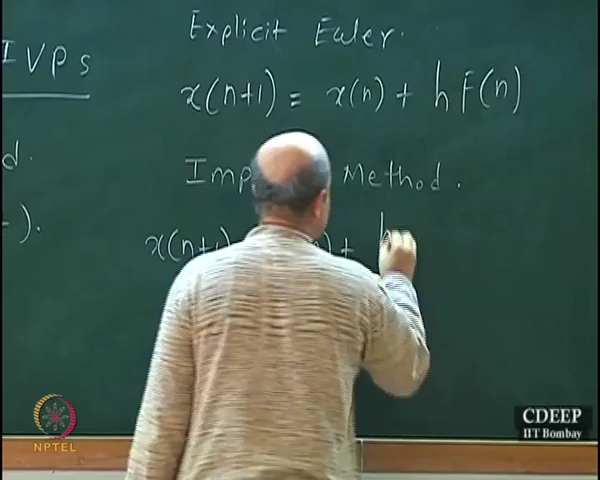 IVPs
d.
).
Explicit Euler.
x(n+1) = x(n) + h F(n)
Imp Method.
x(n+1) ) + h
NPTEL
CDEEP
IIT Bombay